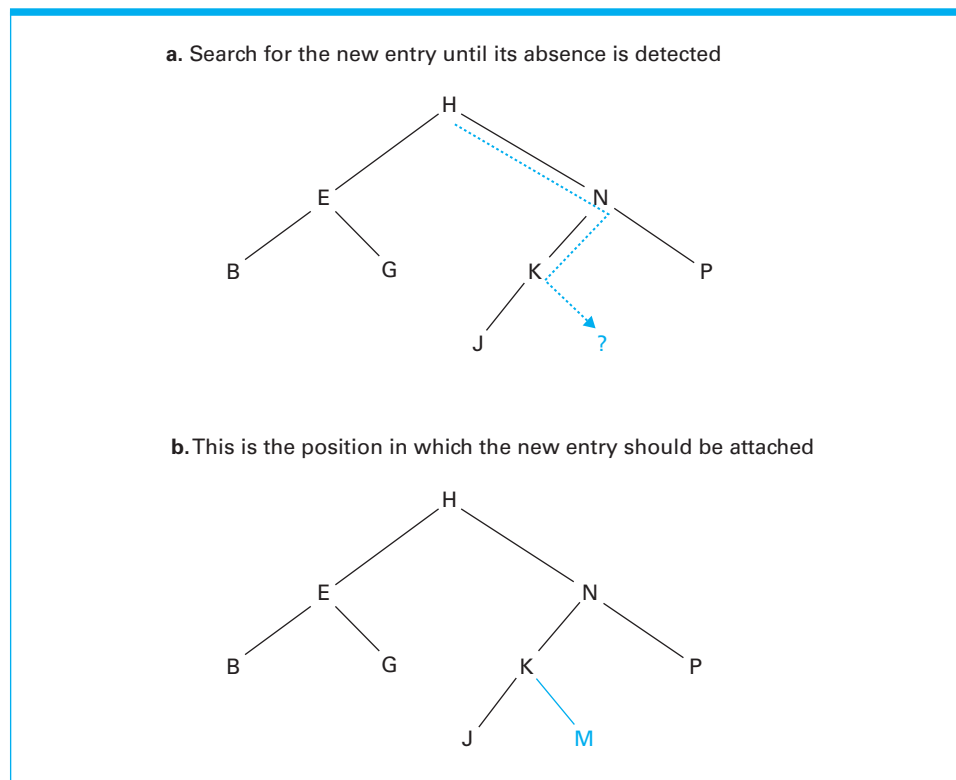 a. Search for the new entry until its absence is detected
H
E N
B G K P
J ?
b. This is the position in which the new entry should be attached
H
E N
B G K P
J M